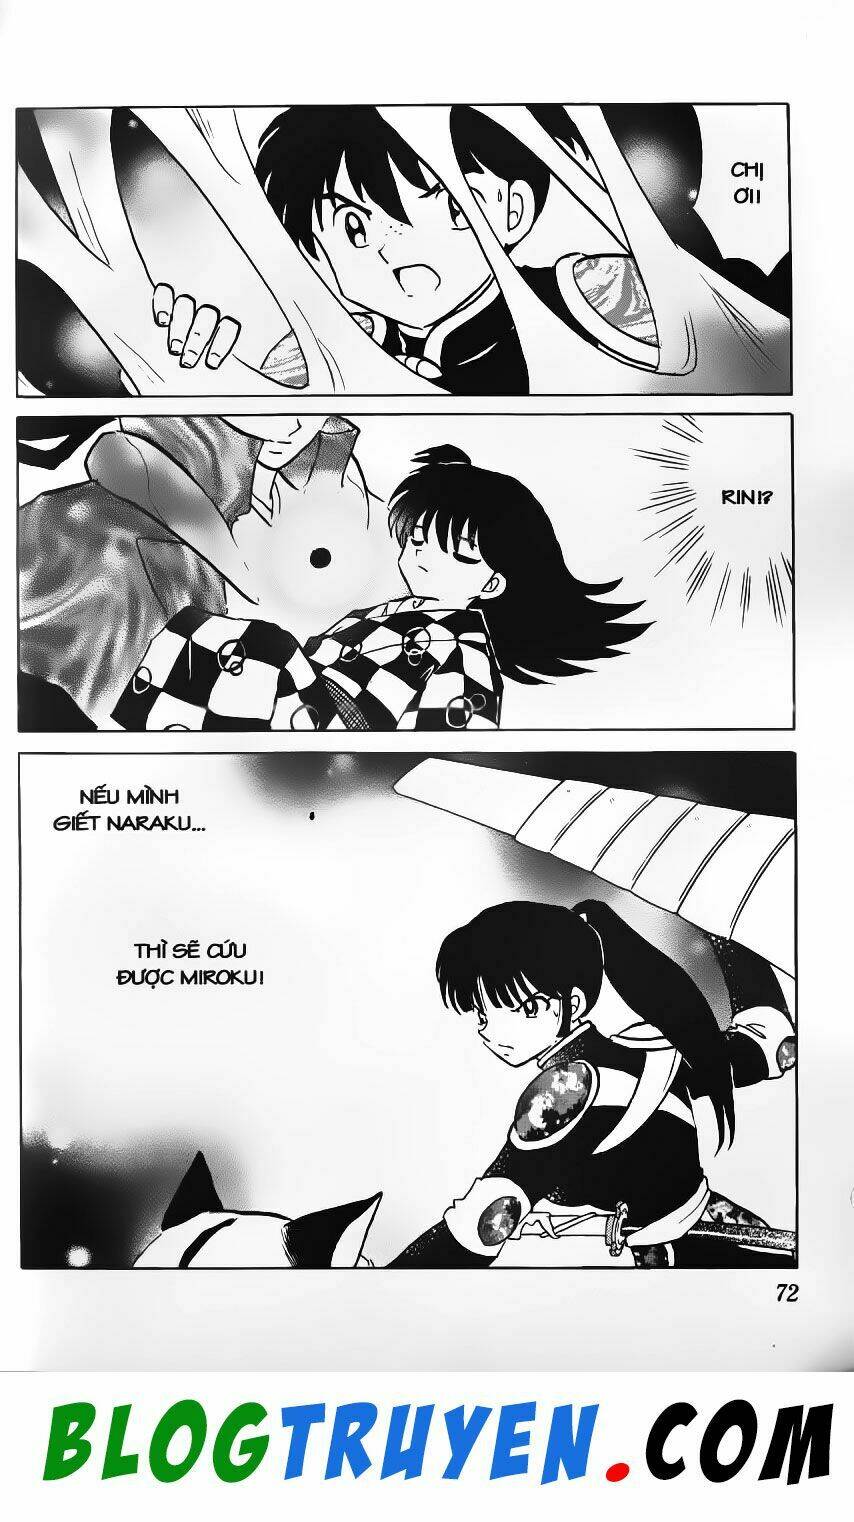 CHỊ
ƠI!
RIN!?
NẾU MÌNH
GIẾT NARAKU...
THÌ SẼ CỨU
ĐƯỢC MIROKU!
72
BLOGTRUYEN.COM